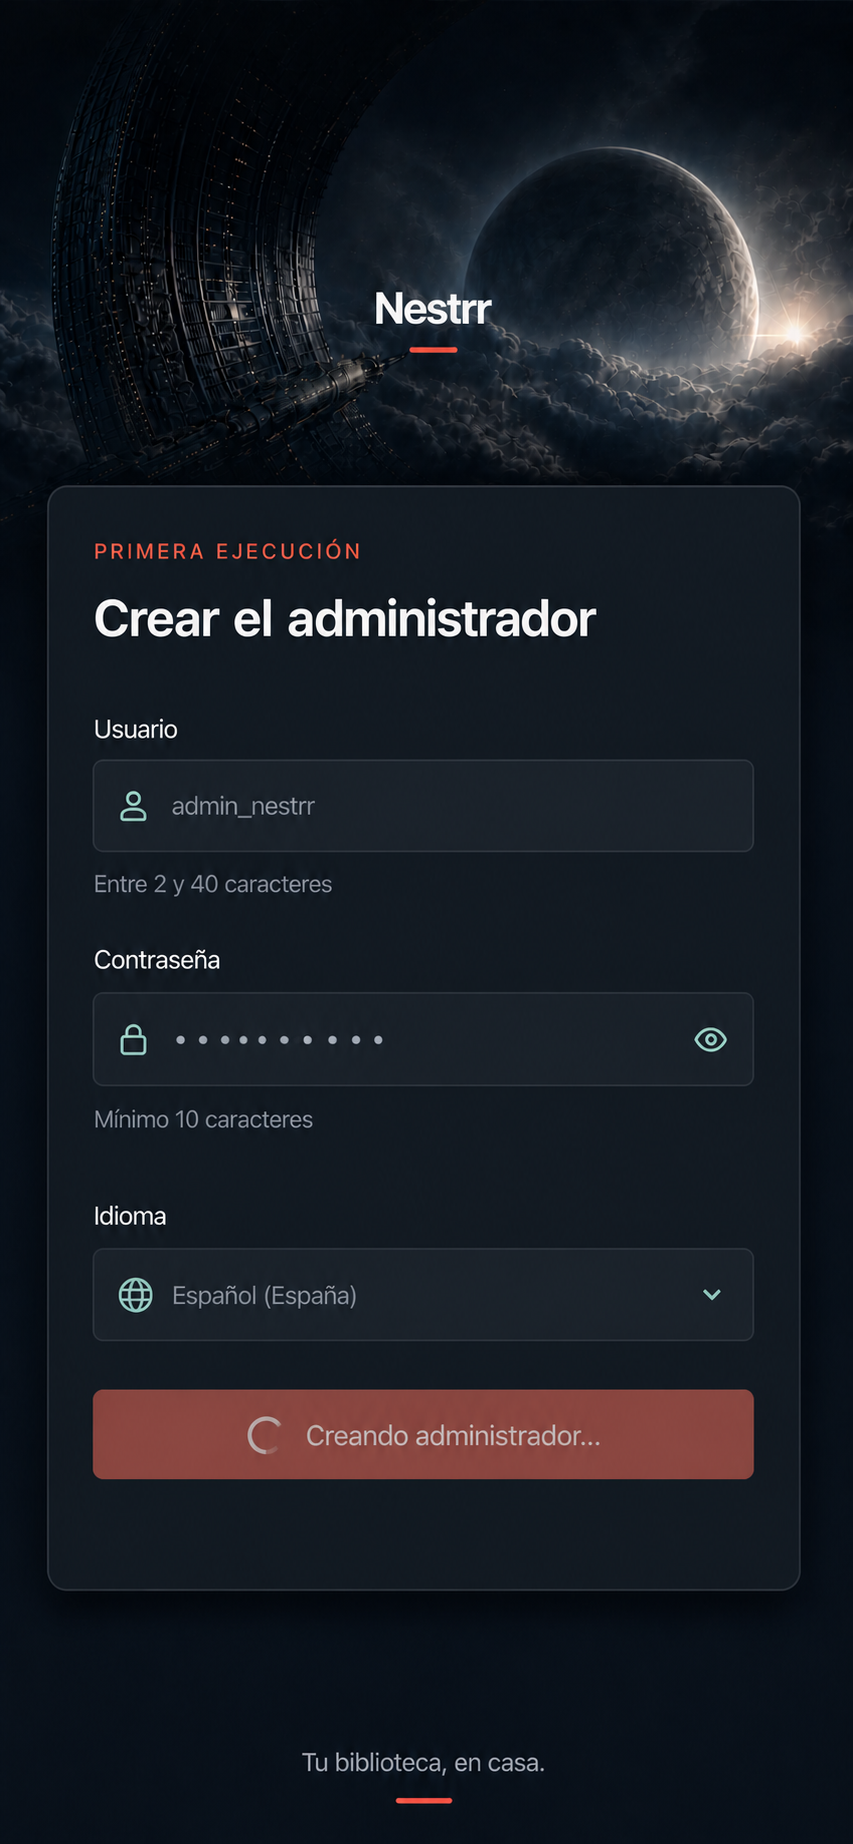 Nestrr
PRIMERA EJECUCIÓN
Crear el administrador
Usuario
admin_nestrr
Entre 2 y 40 caracteres
Contraseña
••••••••••
Mínimo 10 caracteres
Idioma
Español (España)
Creando administrador...
Tu biblioteca, en casa.